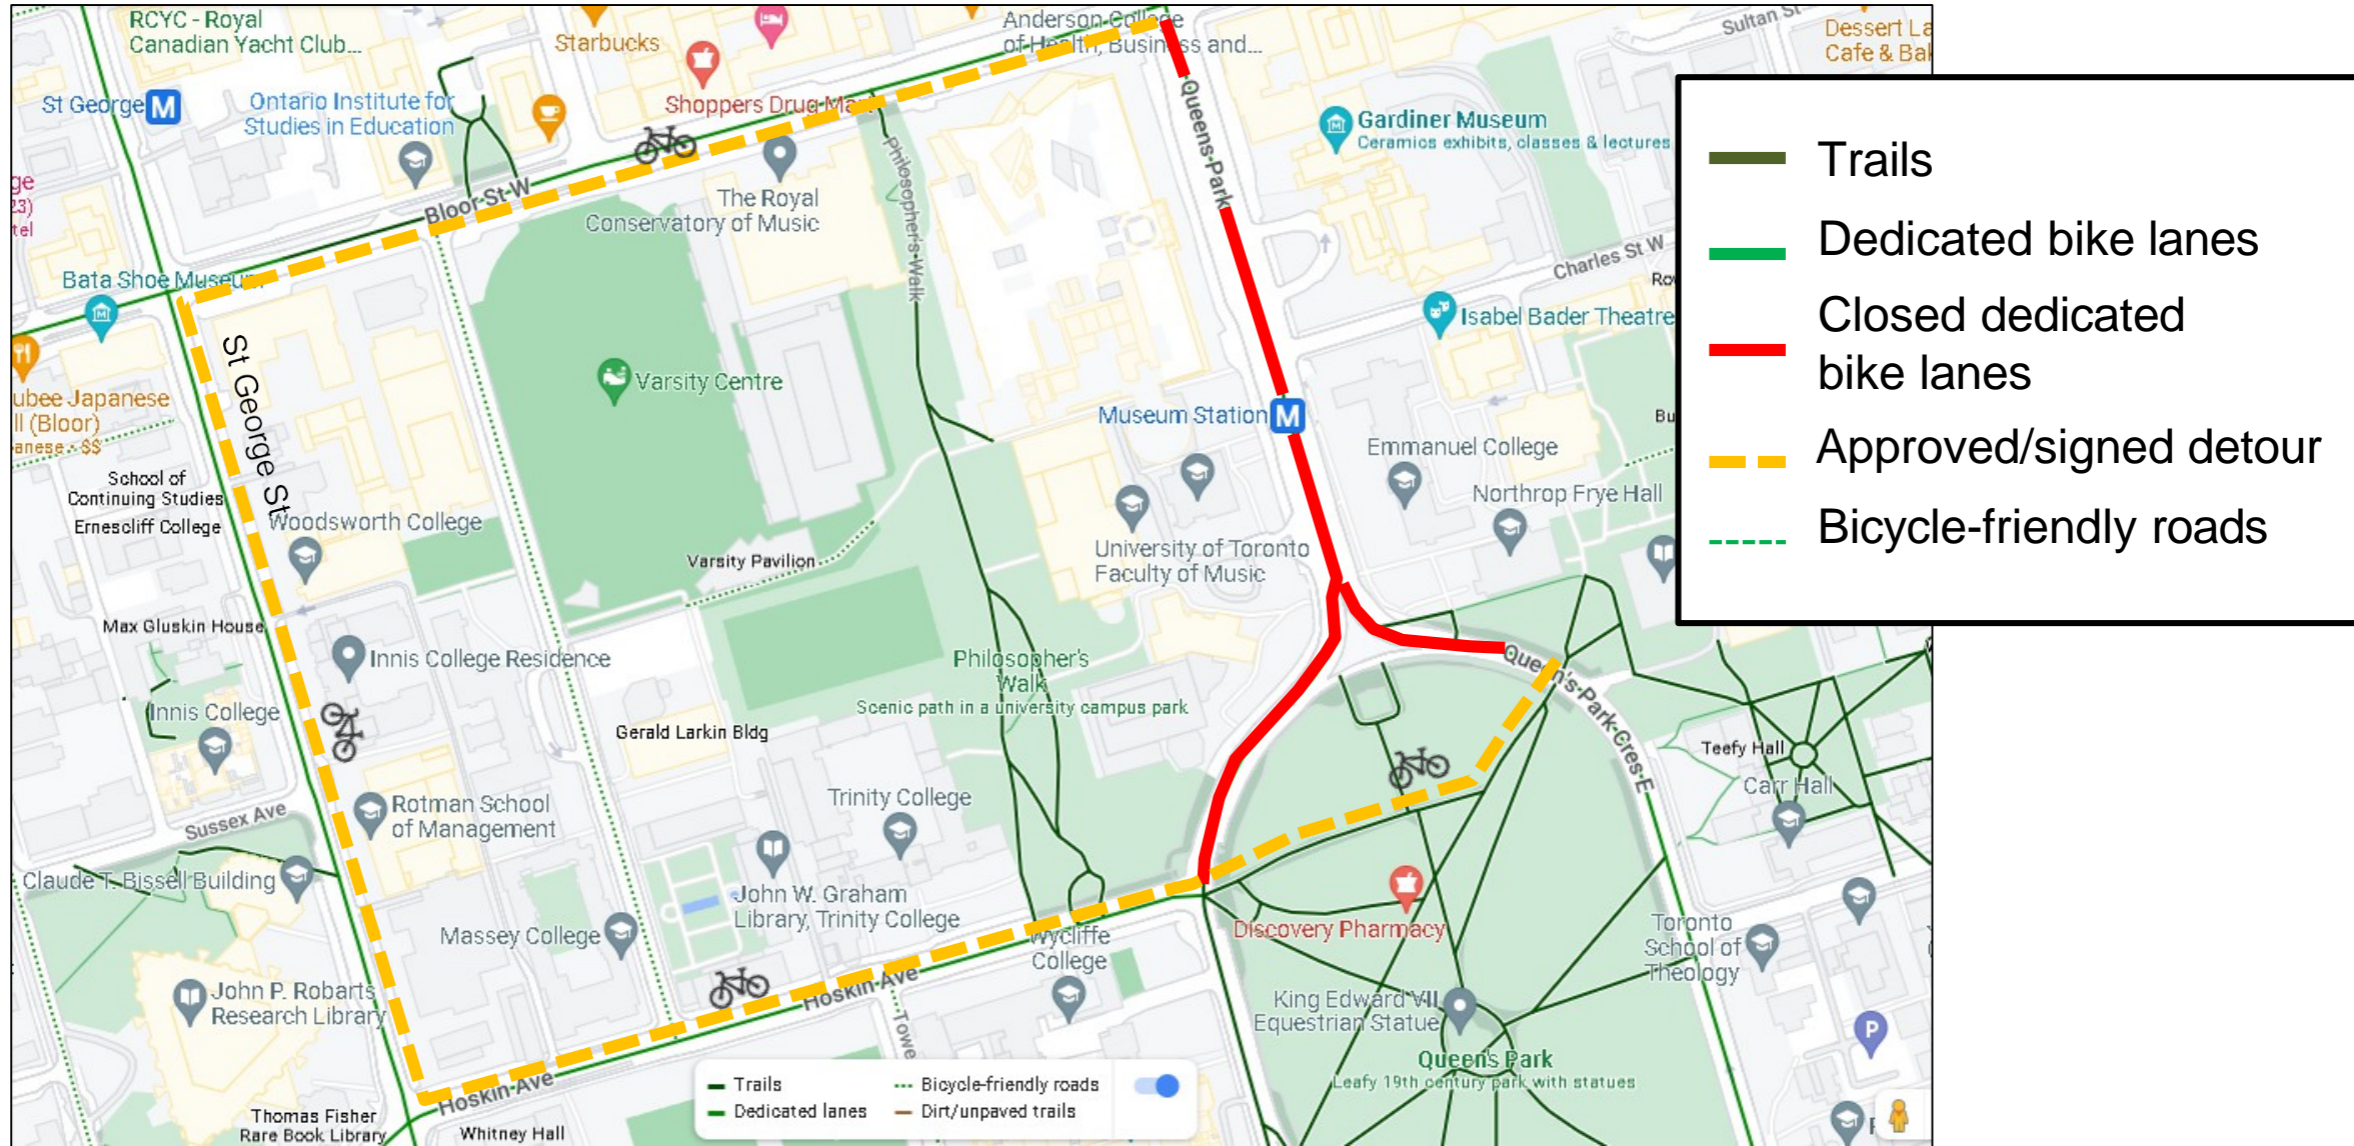 RCYC - Royal
Canadian Yacht Club...
Starbucks
Anderson College
of Health, Business and...
Sultan St
Dessert La
Cafe & Bak
St George
M
Ontario Institute for
Studies in Education
Shoppers Drug Mart
Queens Park
Gardiner Museum
Ceramics exhibits, classes & lectures
Trails
ge
23)
tel
Bloor St W
The Royal
Conservatory of Music
Philosopher's Walk
Dedicated bike lanes
Charles St W
Bata Shoe Museum
Isabel Bader Theatre
Closed dedicated
bike lanes
St George St
Varsity Centre
ubee Japanese
ll (Bloor)
anese · $$
Museum Station
M
Bu
Emmanuel College
Approved/signed detour
School of
Continuing Studies
Ernescliff College
Woodsworth College
Northrop Frye Hall
Bicycle-friendly roads
Varsity Pavilion
University of Toronto
Faculty of Music
Max Gluskin House
Innis College Residence
Philosopher's
Walk
Scenic path in a university campus park
Queen's Park Cres E
Innis College
Gerald Larkin Bldg
Teefy Hall
Carr Hall
Sussex Ave
Rotman School
of Management
Trinity College
Claude T. Bissell Building
John W. Graham
Library, Trinity College
Massey College
Wycliffe
College
Discovery Pharmacy
Toronto
School of
Theology
Hoskin Ave
John P. Robarts
Research Library
Towe
King Edward VII
Equestrian Statue
P
Queen's Park
Leafy 19th century park with statues
Hoskin Ave
Trails
Bicycle-friendly roads
Dedicated lanes
Dirt/unpaved trails
Thomas Fisher
Rare Book Library
Whitney Hall